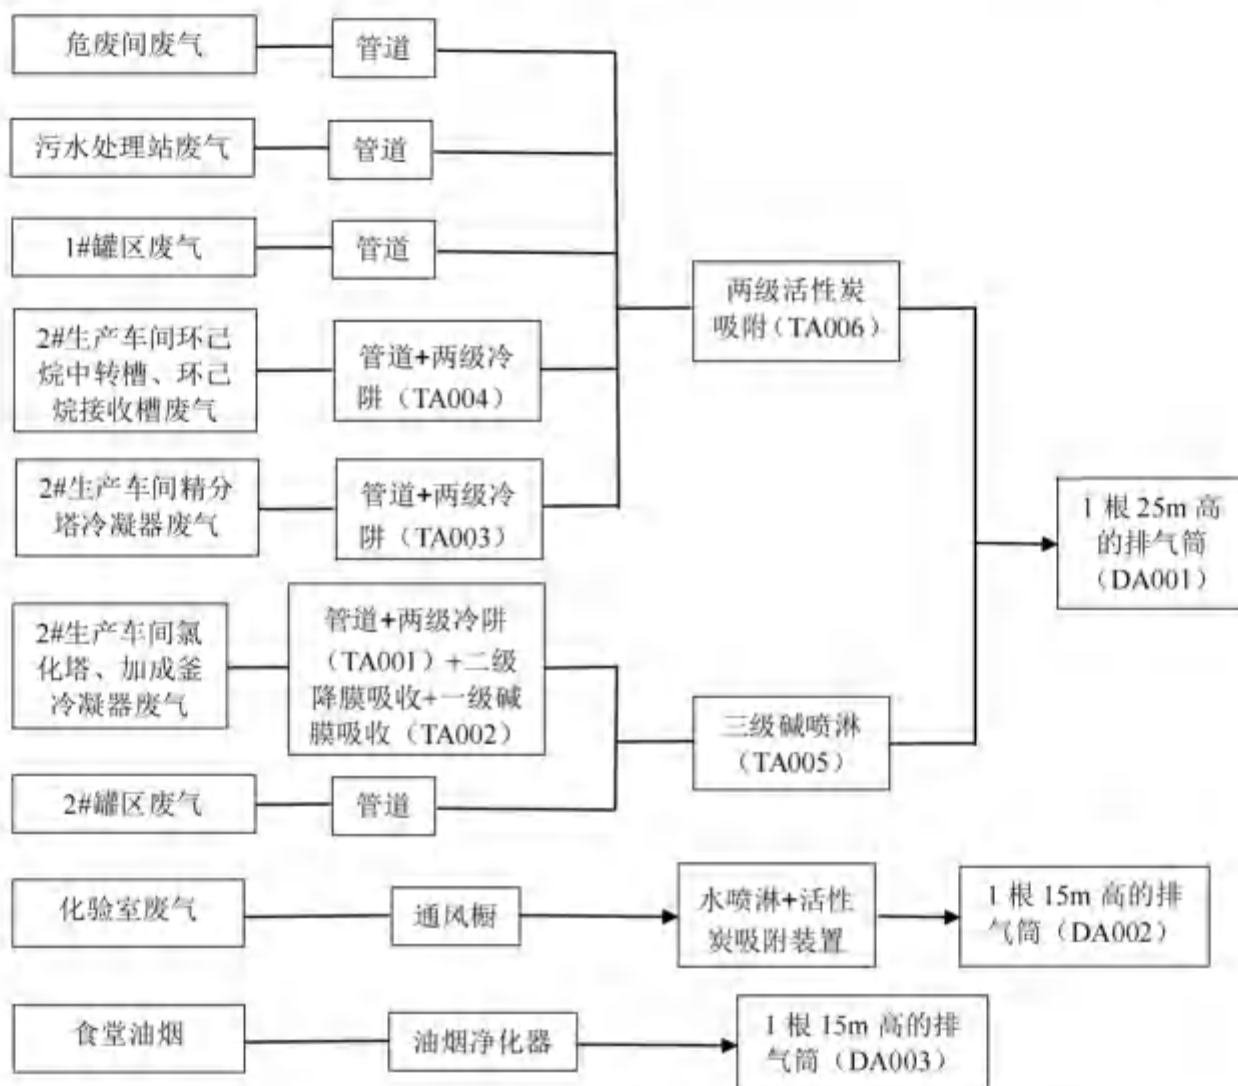 危废间废气
管道
污水处理站废气
管道
1#罐区废气
管道
2#生产车间环己
烷中转槽、环己
烷接收槽废气
管道+两级冷
阱（TA004）
2#生产车间精分
塔冷凝器废气
管道+两级冷
阱（TA003）
两级活性炭
吸附（TA006）
2#生产车间氯
化塔、加成釜
冷凝器废气
管道+两级冷阱
（TA001）+二级
降膜吸收+一级碱
膜吸收（TA002）
2#罐区废气
管道
三级碱喷淋
（TA005）
1 根 25m 高
的排气筒
（DA001）
化验室废气
通风橱
水喷淋+活性
炭吸附装置
1 根 15m 高的排
气筒（DA002）
食堂油烟
油烟净化器
1 根 15m 高的排
气筒（DA003）